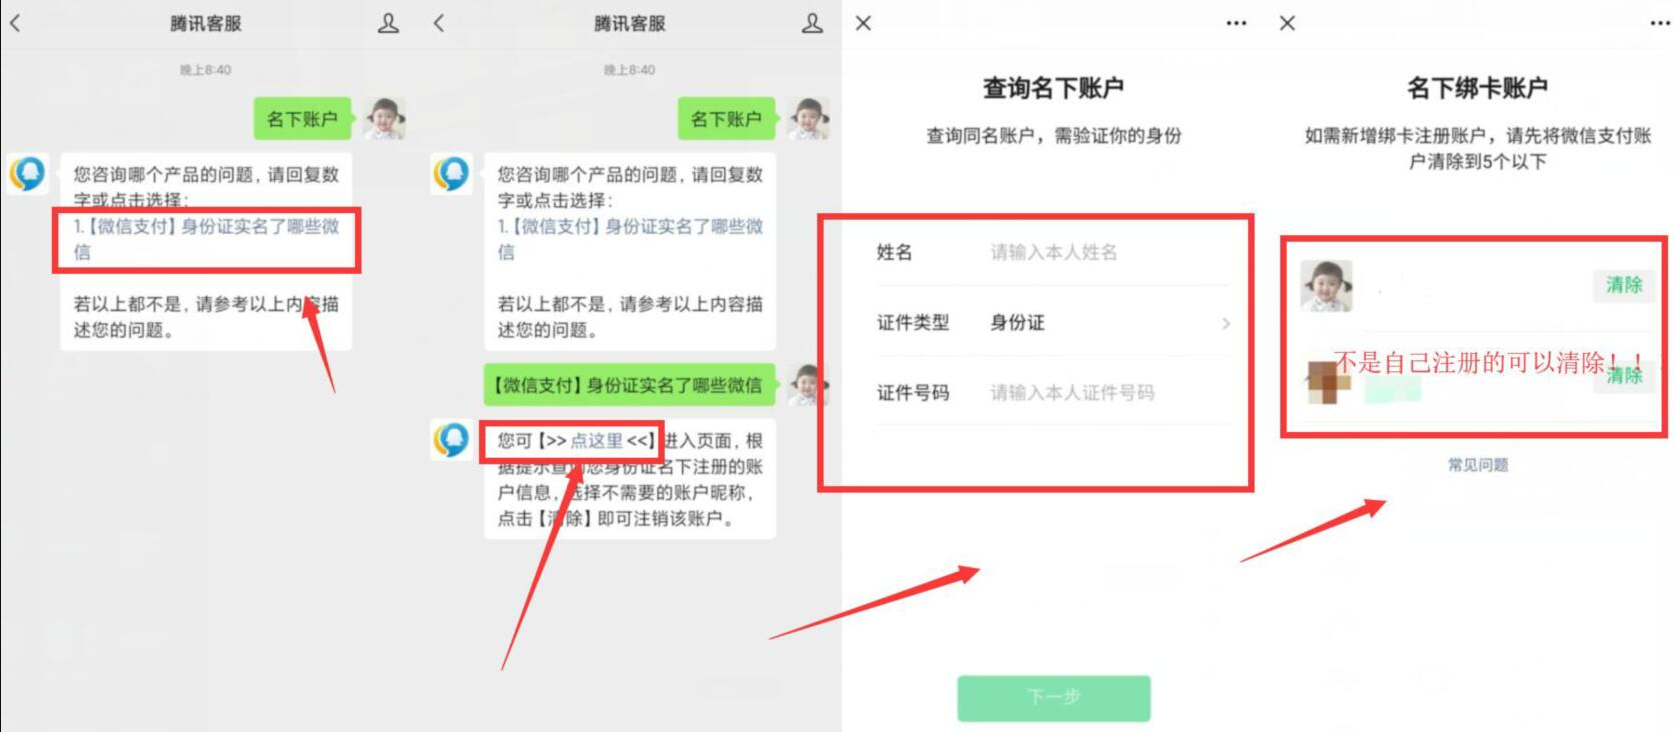 腾讯客服
晚上8:40
名下账户
您咨询哪个产品的问题，请回复数
字或点击选择：
1.【微信支付】身份证实名了哪些微
信
若以上都不是，请参考以上内容描
述您的问题。
腾讯客服
晚上8:40
名下账户
您咨询哪个产品的问题，请回复数
字或点击选择：
1.【微信支付】身份证实名了哪些微
信
若以上都不是，请参考以上内容描
述您的问题。
【微信支付】身份证实名了哪些微信
您可【>> 点这里 <<】进入页面，根
据提示查询您身份证名下注册的账
户信息，选择不需要的账户昵称，
点击【清除】即可注销该账户。
查询名下账户
查询同名账户，需验证你的身份
姓名 请输入本人姓名
证件类型 身份证
证件号码 请输入本人证件号码
下一步
名下绑卡账户
如需新增绑卡注册账户，请先将微信支付账
户清除到5个以下
清除
不是自己注册的可以清除！！
清除
常见问题